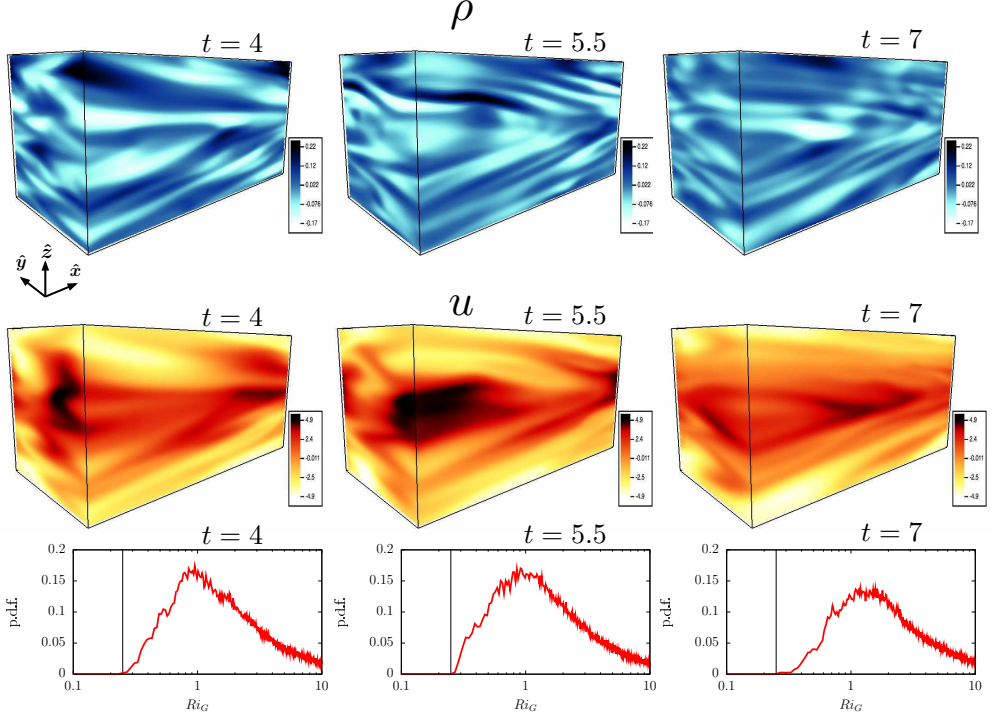 ρ
t = 4
t = 5.5
t = 7
0.22
0.12
0.022
-0.076
-0.17
0.22
0.12
0.022
-0.076
-0.17
0.22
0.12
0.022
-0.076
-0.17
ŷ
ẑ
x̂
u
t = 4
t = 5.5
t = 7
4.9
2.4
-0.011
-2.5
-4.9
4.9
2.4
-0.011
-2.5
-4.9
4.9
2.4
-0.011
-2.5
-4.9
t = 4
t = 5.5
t = 7
p.d.f.
0.2
0.15
0.1
0.05
0
0.1
1
10
Ri_G
p.d.f.
0.2
0.15
0.1
0.05
0
0.1
1
10
Ri_G
p.d.f.
0.2
0.15
0.1
0.05
0
0.1
1
10
Ri_G